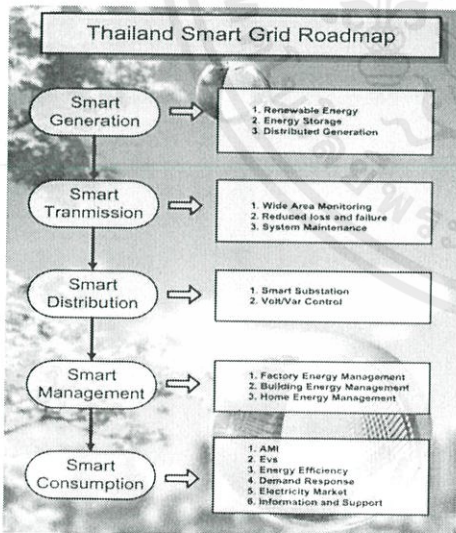 Thailand Smart Grid Roadmap
Smart
Generation
1. Renewable Energy
2. Energy Storage
3. Distributed Generation
Smart
Tranmission
1. Wide Area Monitoring
2. Reduced loss and failure
3. System Maintenance
Smart
Distribution
1. Smart Substation
2. Volt/Var Control
Smart
Management
1. Factory Energy Management
2. Building Energy Management
3. Home Energy Management
Smart
Consumption
1. AMI
2. Evs
3. Energy Efficiency
4. Demand Response
5. Electricity Market
6. Information and Support